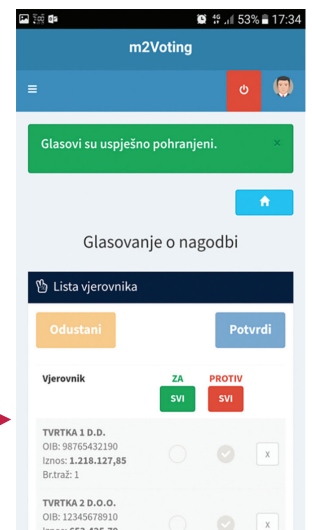 53% 17:34
m2Voting
Glasovi su uspješno pohranjeni. ×
Glasovanje o nagodbi
Lista vjerovnika
Odustani Potvrdi
Vjerovnik ZA PROTIV
SVI SVI
TVRTKA 1 D.D.
OIB: 98765432190
Iznos: 1.218.127,85
Br.traž: 1
X
TVRTKA 2 D.O.O.
OIB: 12345678910
X